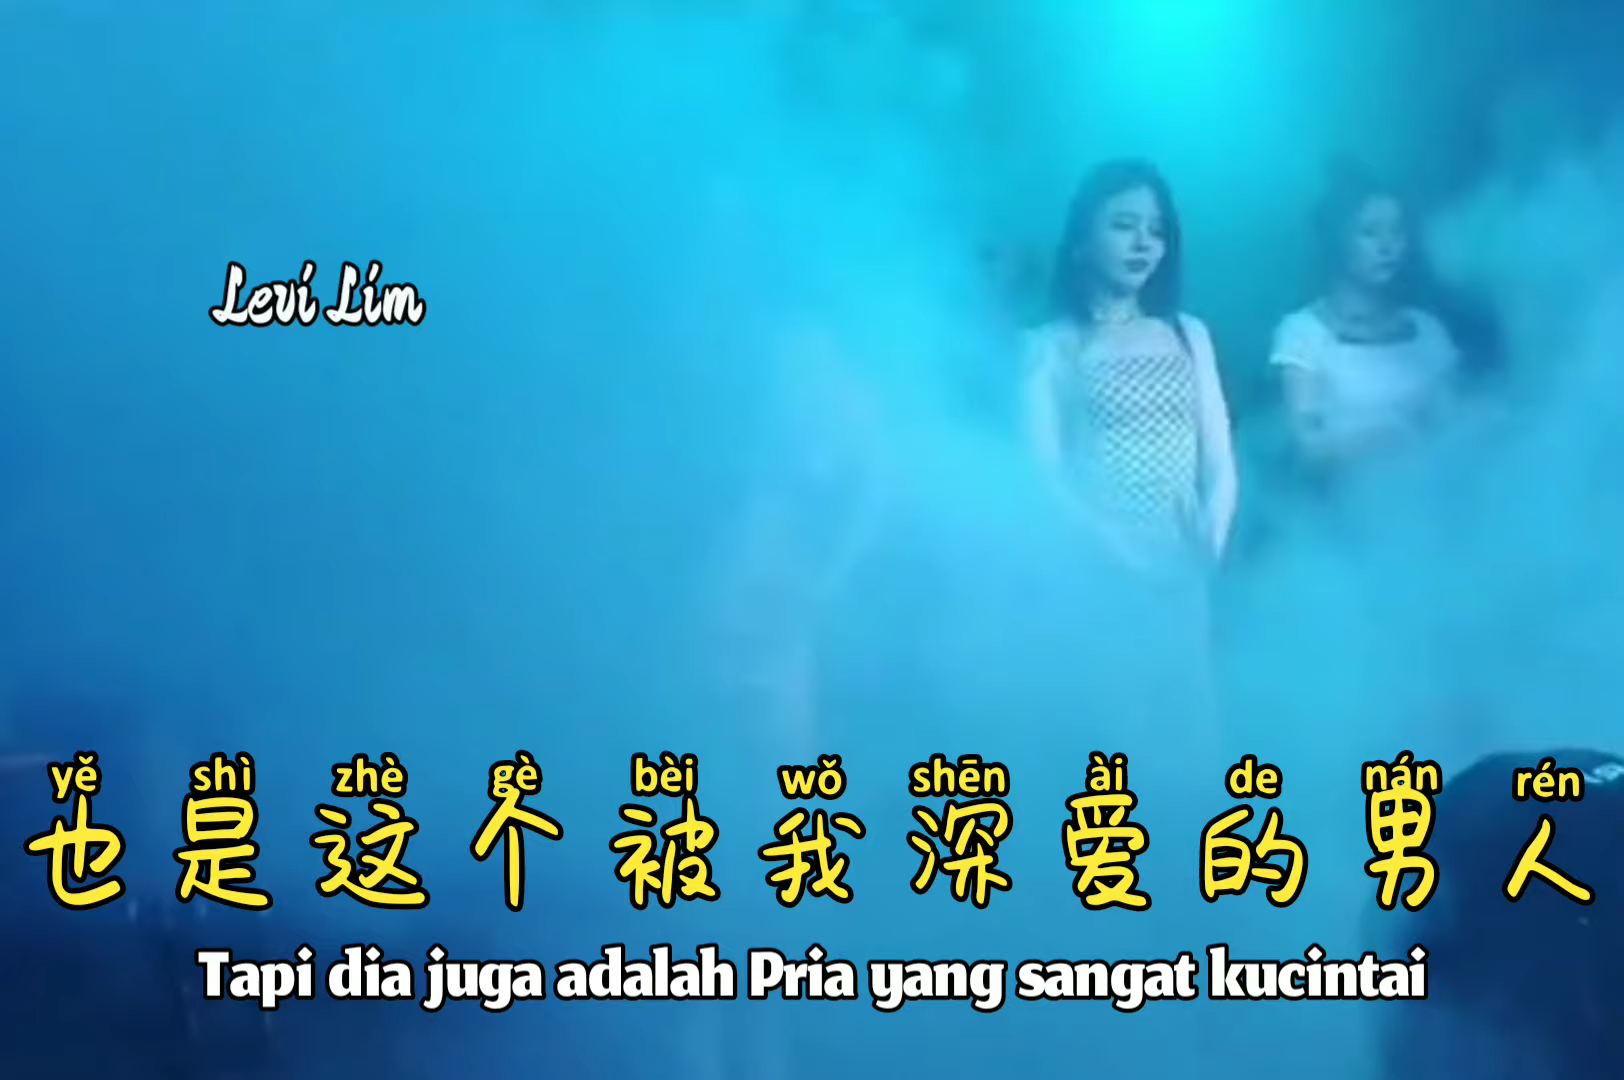 Levi Lim
yě shì zhè gè bèi wǒ shēn ài de nán rén
也是这个被我深爱的男人
Tapi dia juga adalah Pria yang sangat kucintai